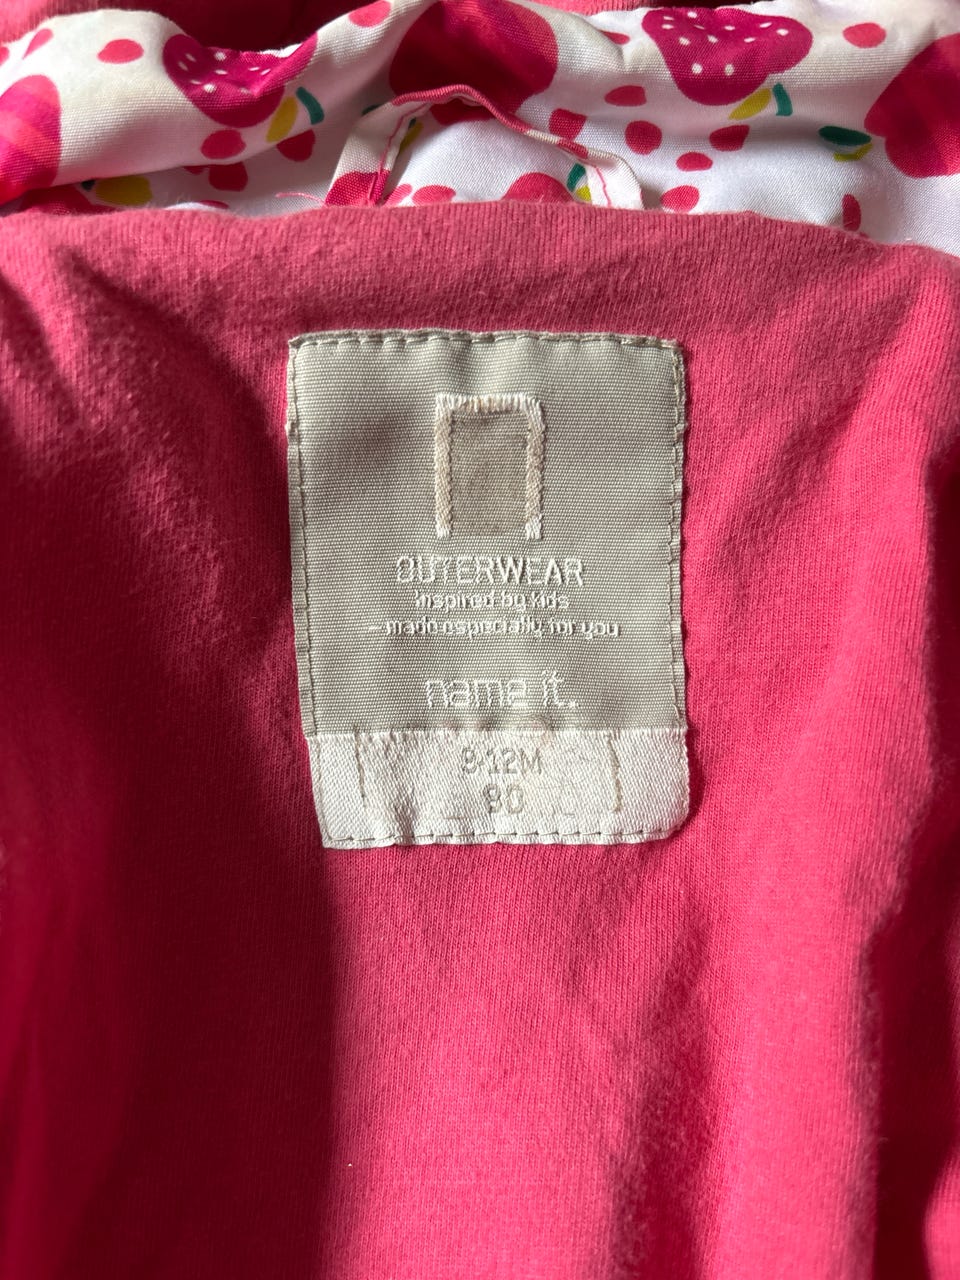 OUTERWEAR
inspired by kids
– made especially for you
name it.
9-12M
80